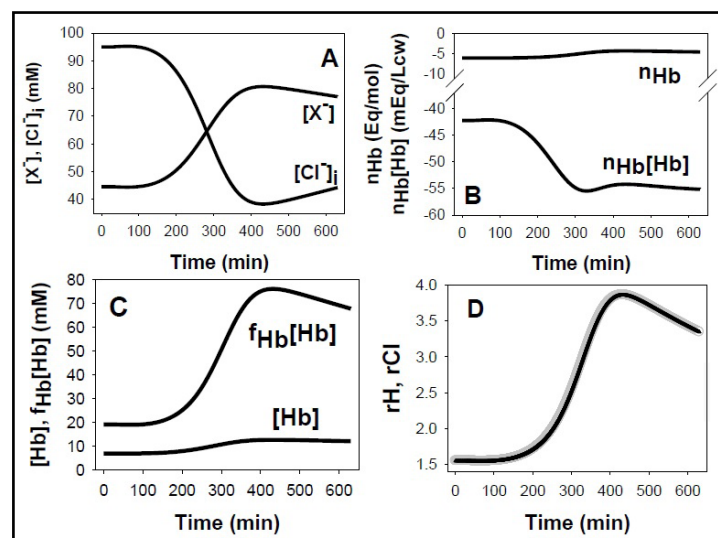 100
90
80
70
60
50
40
[X⁻], [Cl⁻]ᵢ (mM)
A
[X⁻]
[Cl⁻]ᵢ
0 100 200 300 400 500 600
Time (min)
0
-5
-10
-40
-45
-50
-55
-60
nHb (Eq/mol)
nHb[Hb] (mEq/Lcw)
nHb
nHb[Hb]
B
0 100 200 300 400 500 600
Time (min)
80
70
60
50
40
30
20
10
0
[Hb], fHb[Hb] (mM)
C
fHb[Hb]
[Hb]
0 100 200 300 400 500 600
Time (min)
4.0
3.5
3.0
2.5
2.0
1.5
rH, rCl
D
0 100 200 300 400 500 600
Time (min)